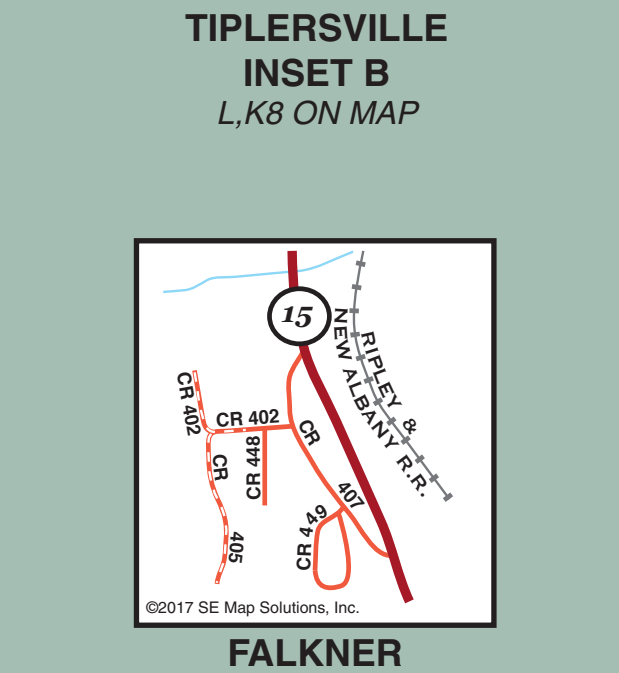 TIPLERSVILLE
INSET B
L,K8 ON MAP
15
RIPLEY &
NEW ALBANY R.R.
CR 402
CR 402
CR 448
CR 407
CR 405
CR 449
©2017 SE Map Solutions, Inc.
FALKNER